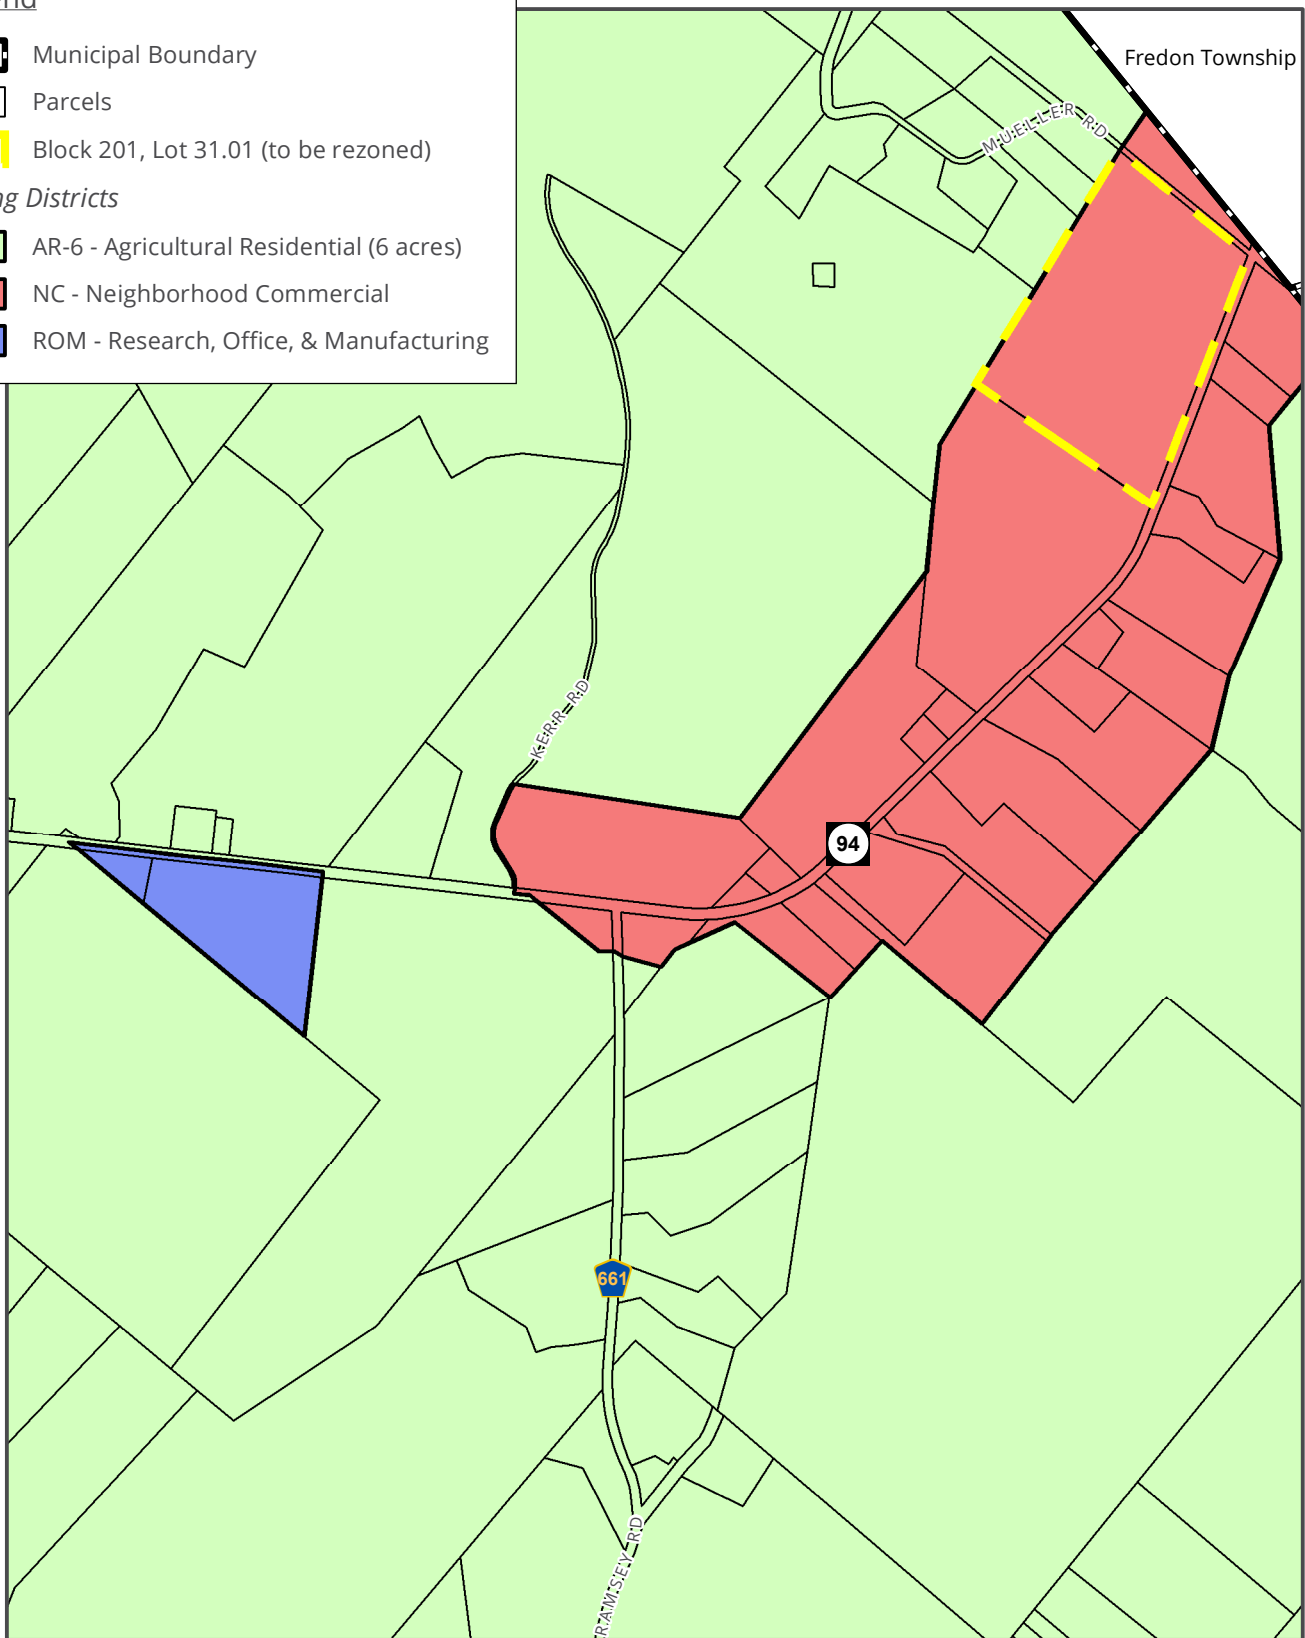 Municipal Boundary
Parcels
Block 201, Lot 31.01 (to be rezoned)
Districts
AR-6 - Agricultural Residential (6 acres)
NC - Neighborhood Commercial
ROM - Research, Office, & Manufacturing
Fredon Township
MUELLER RD
KERR RD
94
661
RAMSEY RD